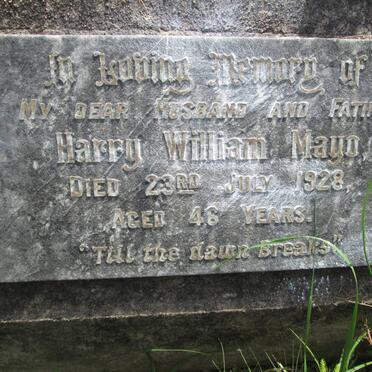 In Loving Memory of
MY DEAR HUSBAND AND FATH
Harry William Mayo,
DIED 23RD JULY 1928,
AGED 46 YEARS.
"Till the dawn breaks"